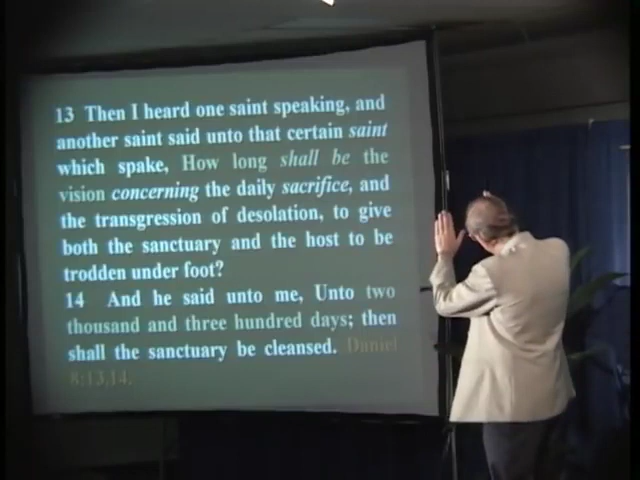 13 Then I heard one saint speaking, and
another saint said unto that certain saint
which spake, How long shall be the
vision concerning the daily sacrifice, and
the transgression of desolation, to give
both the sanctuary and the host to be
trodden under foot?
14 And he said unto me, Unto two
thousand and three hundred days; then
shall the sanctuary be cleansed. Daniel
8:13,14.